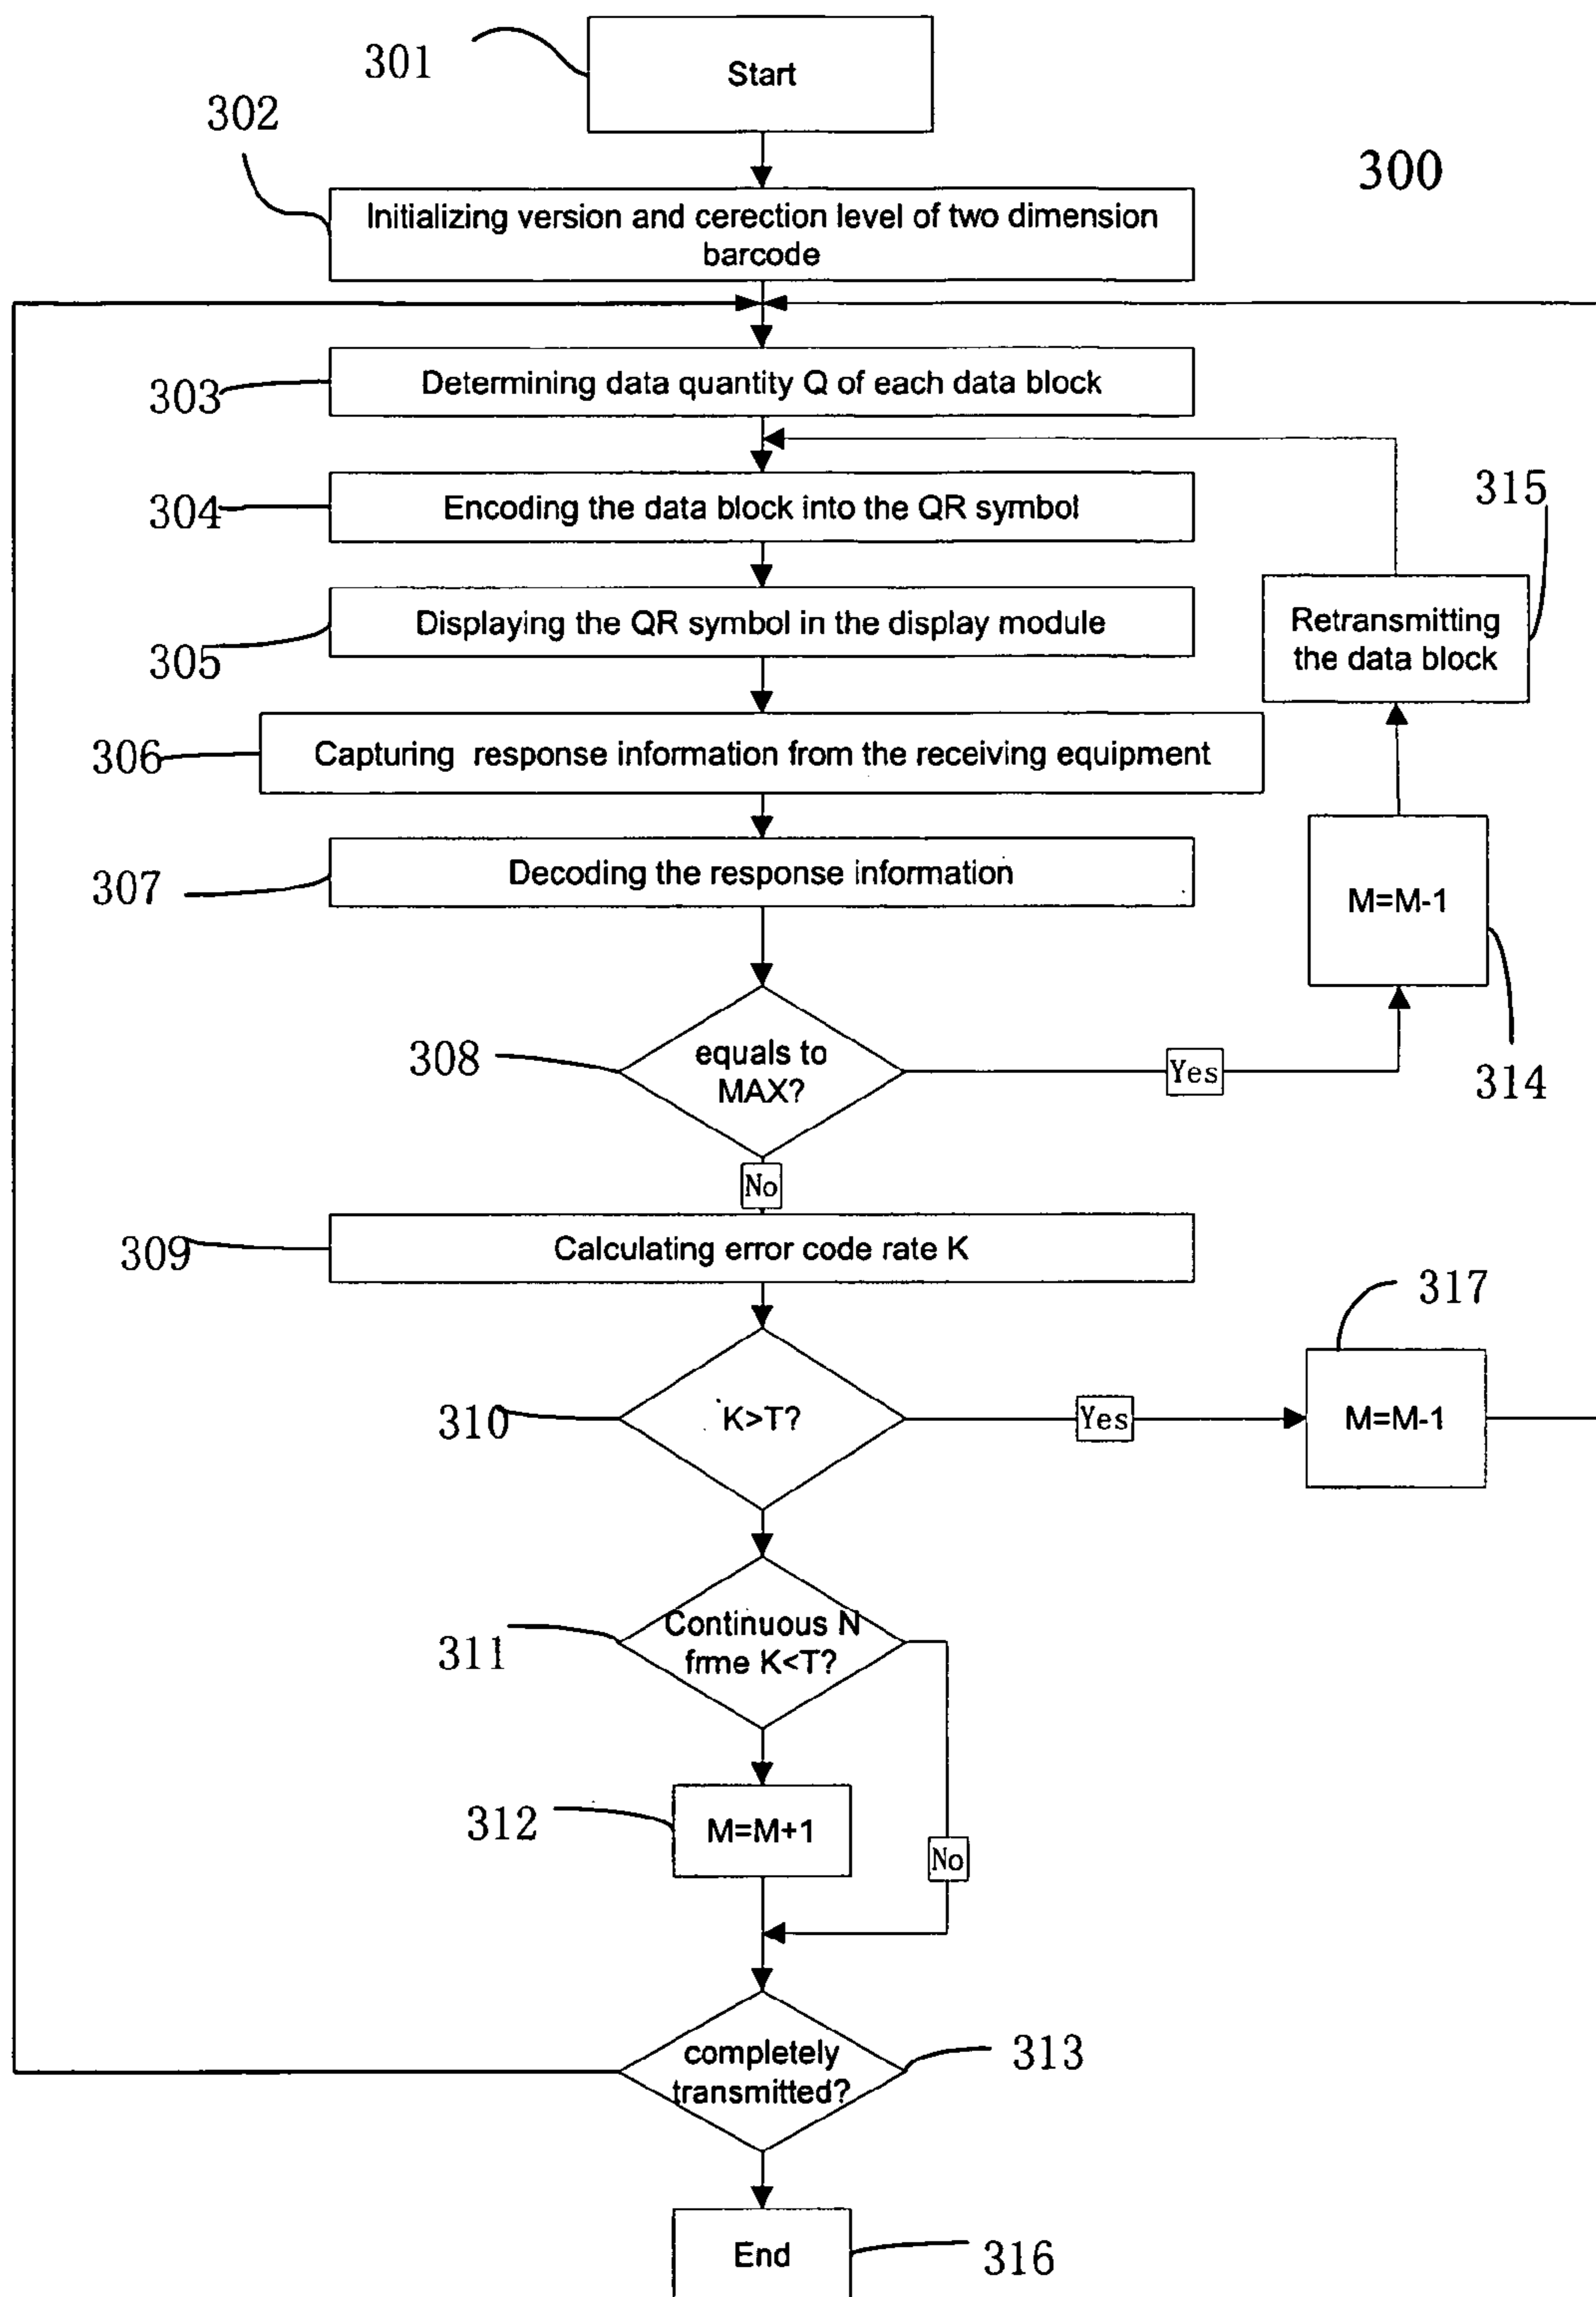 301
Start
302
300
Initializing version and cerection level of two dimension
barcode
303
Determining data quantity Q of each data block
304
Encoding the data block into the QR symbol
315
305
Displaying the QR symbol in the display module
Retransmitting
the data block
306
Capturing response information from the receiving equipment
307
Decoding the response information
M=M-1
314
308
equals to
MAX?
Yes
No
309
Calculating error code rate K
317
310
K>T?
Yes
M=M-1
311
Continuous N
frme K<T?
312
M=M+1
No
completely
transmitted?
313
End
316